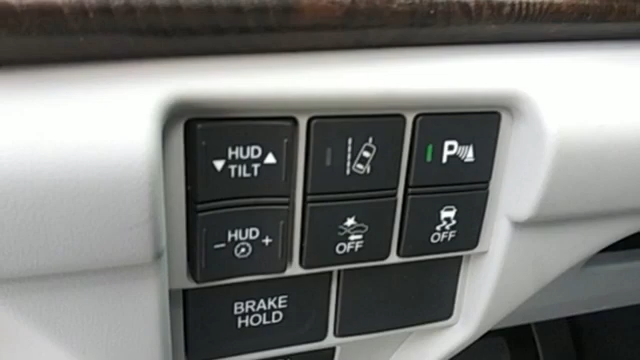 HUD
TILT
P
- HUD +
OFF
OFF
BRAKE
HOLD